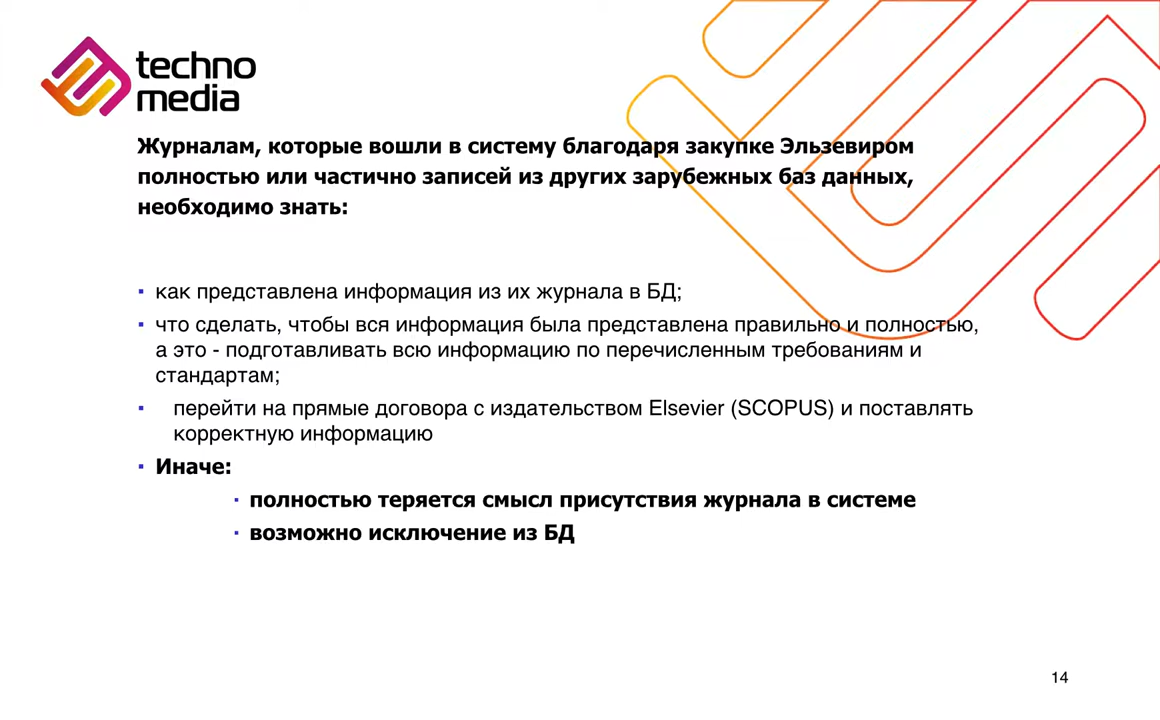 techno
media
Журналам, которые вошли в систему благодаря закупке Эльзевиром
полностью или частично записей из других зарубежных баз данных,
необходимо знать:
▪ как представлена информация из их журнала в БД;
▪ что сделать, чтобы вся информация была представлена правильно и полностью,
а это - подготавливать всю информацию по перечисленным требованиям и
стандартам;
▪ перейти на прямые договора с издательством Elsevier (SCOPUS) и поставлять
корректную информацию
▪ Иначе:
▪ полностью теряется смысл присутствия журнала в системе
▪ возможно исключение из БД
14